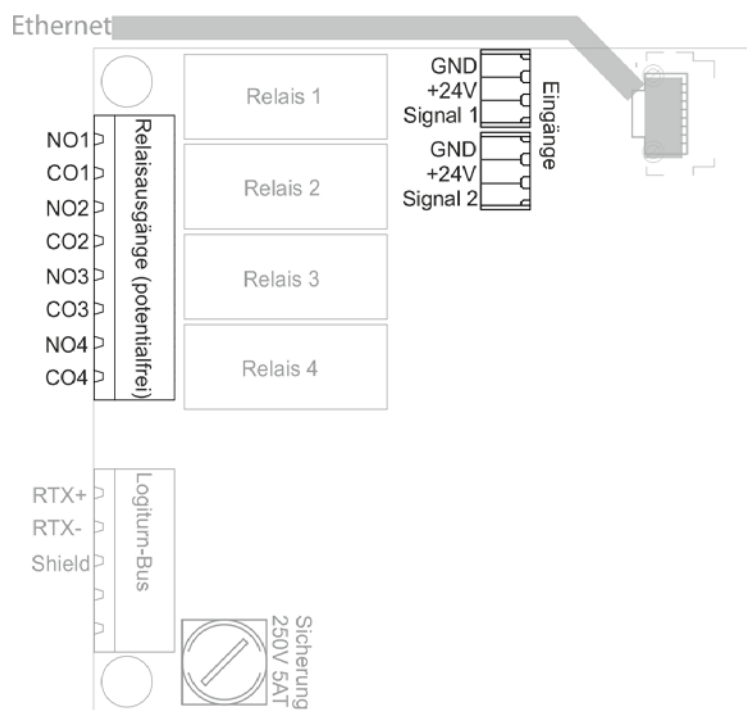 Ethernet
GND
+24V
Signal 1
GND
+24V
Signal 2
Eingänge
Relais 1
Relais 2
Relais 3
Relais 4
NO1
CO1
NO2
CO2
NO3
CO3
NO4
CO4
Relaisausgänge (potentialfrei)
RTX+
RTX-
Shield
Logiturn-Bus
Sicherung
250V 5AT